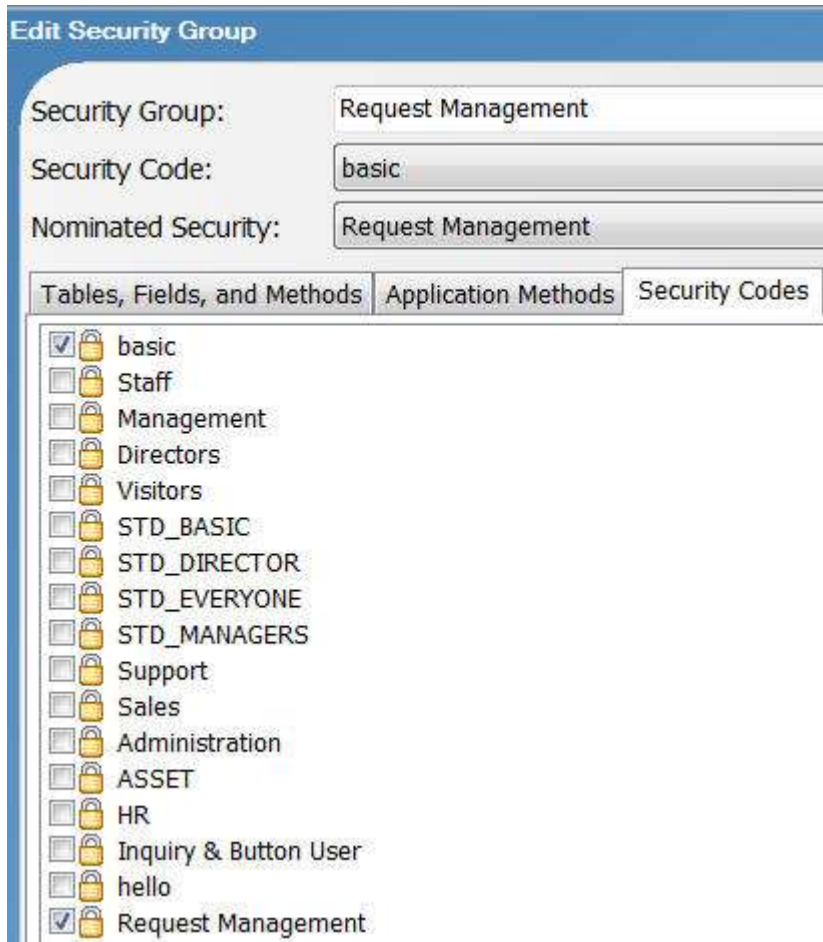 Edit Security Group
Security Group: Request Management
Security Code: basic
Nominated Security: Request Management
Tables, Fields, and Methods Application Methods Security Codes
basic
Staff
Management
Directors
Visitors
STD_BASIC
STD_DIRECTOR
STD_EVERYONE
STD_MANAGERS
Support
Sales
Administration
ASSET
HR
Inquiry & Button User
hello
Request Management